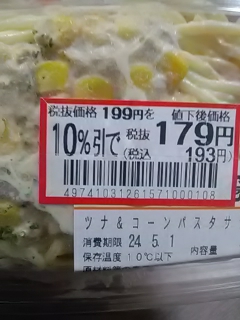 税抜価格 199円を 値下後価格
10%引で 税抜 179円
(税込 193円)
49741031261571000108
ツナ&コーンパスタサ
消費期限 24. 5. 1
保存温度 10℃以下 内容量